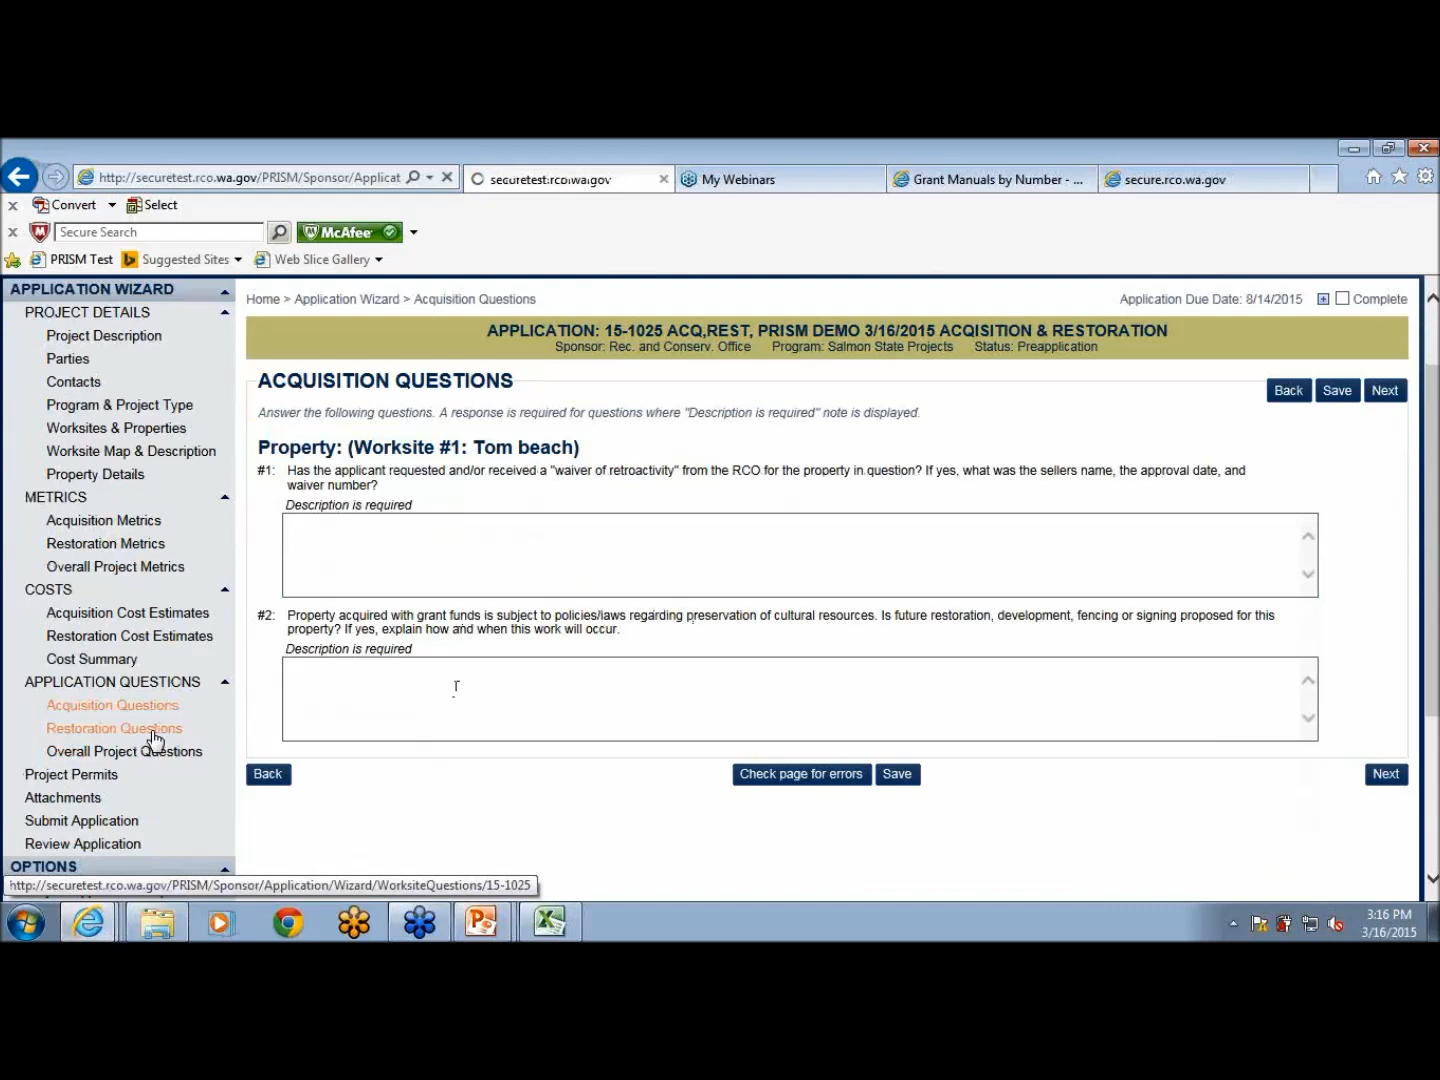 http://securetest.rco.wa.gov/PRISM/Sponsor/Applicat
securetest.rco.wa.gov
My Webinars
Grant Manuals by Number - ...
secure.rco.wa.gov
Convert
Select
Secure Search
McAfee
PRISM Test
Suggested Sites
Web Slice Gallery
APPLICATION WIZARD
PROJECT DETAILS
Project Description
Parties
Contacts
Program & Project Type
Worksites & Properties
Worksite Map & Description
Property Details
METRICS
Acquisition Metrics
Restoration Metrics
Overall Project Metrics
COSTS
Acquisition Cost Estimates
Restoration Cost Estimates
Cost Summary
APPLICATION QUESTIONS
Acquisition Questions
Restoration Questions
Overall Project Questions
Project Permits
Attachments
Submit Application
Review Application
OPTIONS
http://securetest.rco.wa.gov/PRISM/Sponsor/Application/Wizard/WorksiteQuestions/15-1025
Home > Application Wizard > Acquisition Questions
Application Due Date: 8/14/2015
Complete
APPLICATION: 15-1025 ACQ,REST, PRISM DEMO 3/16/2015 ACQISITION & RESTORATION
Sponsor: Rec. and Conserv. Office Program: Salmon State Projects Status: Preapplication
ACQUISITION QUESTIONS
Back Save Next
Answer the following questions. A response is required for questions where "Description is required" note is displayed.
Property: (Worksite #1: Tom beach)
#1: Has the applicant requested and/or received a "waiver of retroactivity" from the RCO for the property in question? If yes, what was the sellers name, the approval date, and
waiver number?
Description is required
#2: Property acquired with grant funds is subject to policies/laws regarding preservation of cultural resources. Is future restoration, development, fencing or signing proposed for this
property? If yes, explain how and when this work will occur.
Description is required
Back Check page for errors Save Next
3:16 PM
3/16/2015